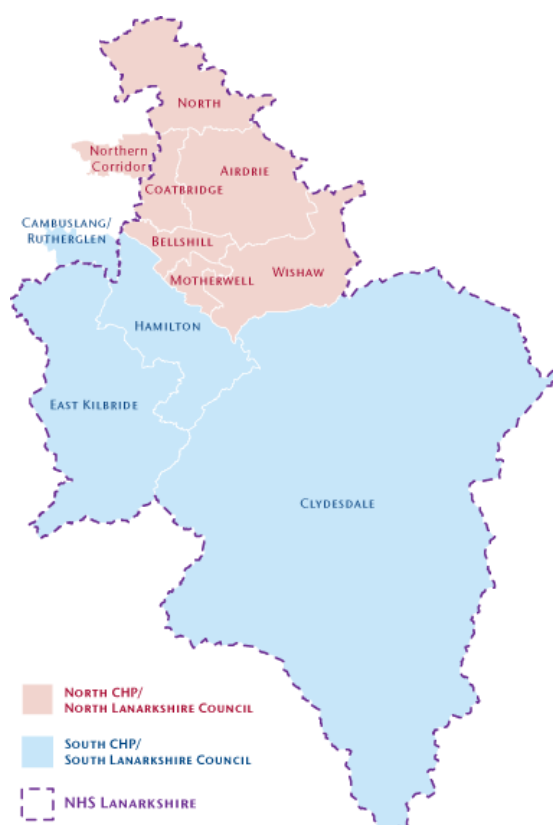 North
Northern
Corridor
Airdrie
Coatbridge
Cambuslang/
Rutherglen
Bellshill
Motherwell
Wishaw
Hamilton
East Kilbride
Clydesdale
North CHP/
North Lanarkshire Council
South CHP/
South Lanarkshire Council
NHS Lanarkshire